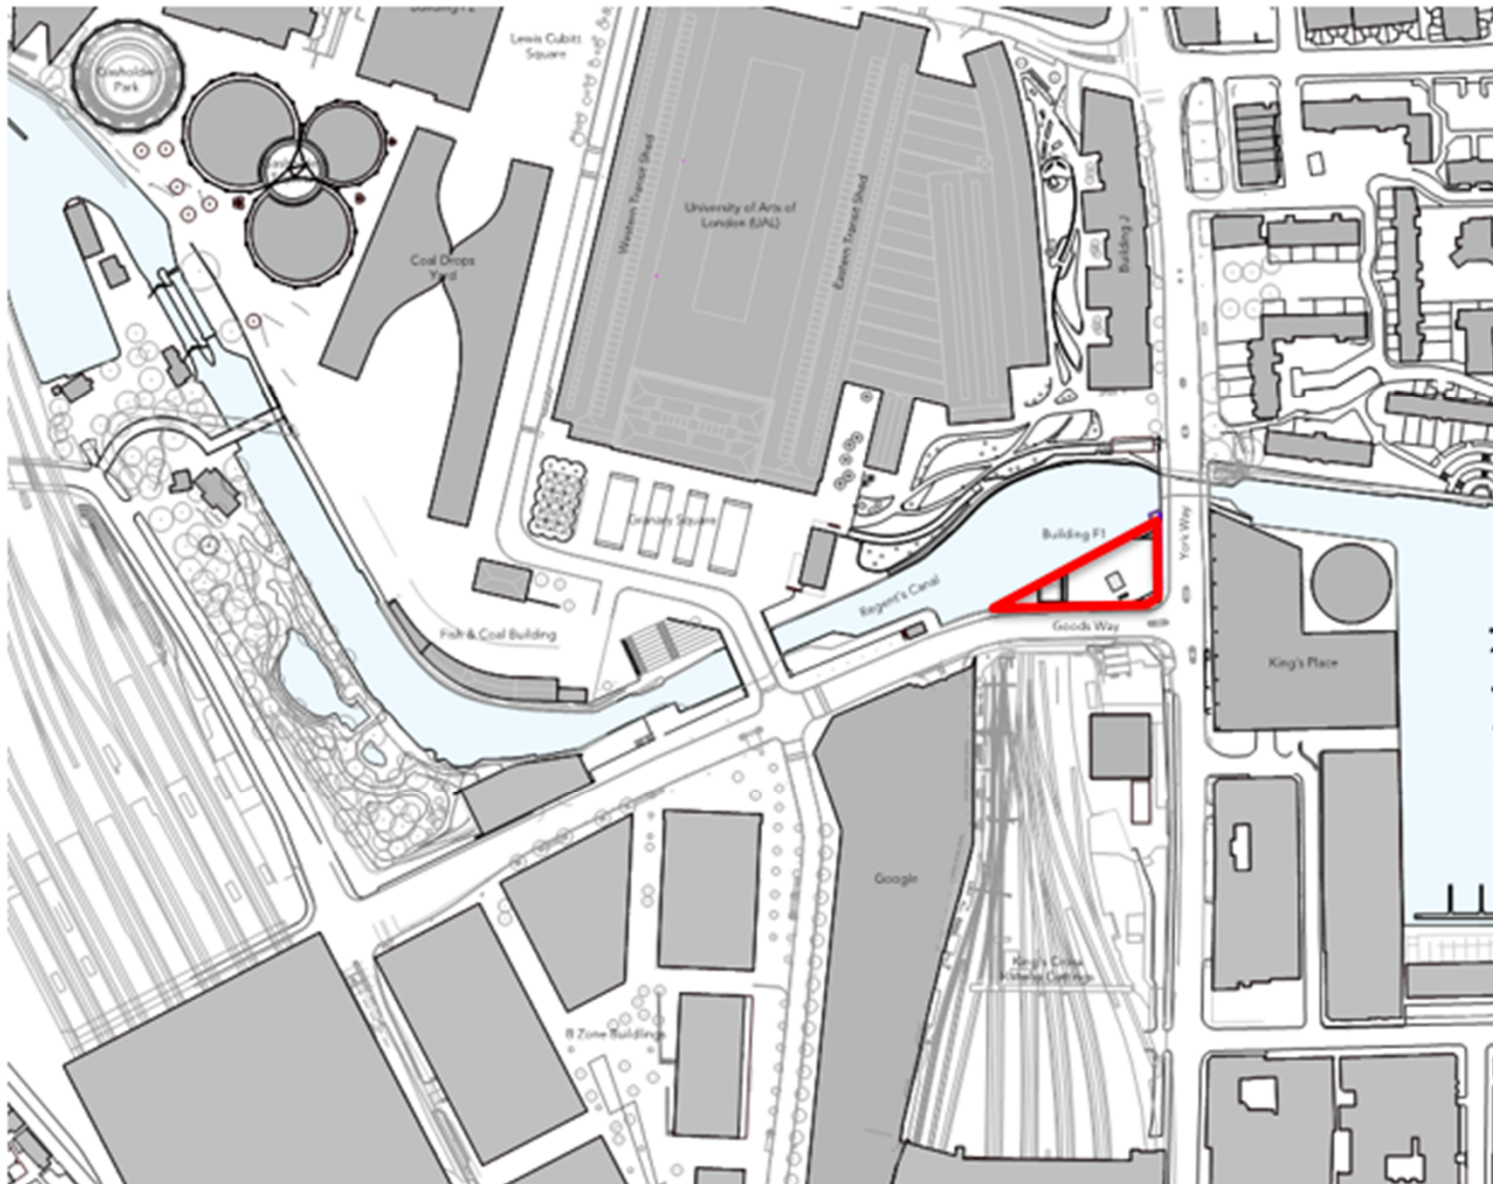 Lewis Cubitt
Square
Gasholder
Park
Western Transit Shed
University of Arts of
London (UAL)
Eastern Transit Shed
Building J
Coal Drops
Yard
Granary Square
Building F1
York Way
Regent's Canal
Goods Way
Fish & Coal Building
King's Place
Google
King's Cross
B Zone Buildings